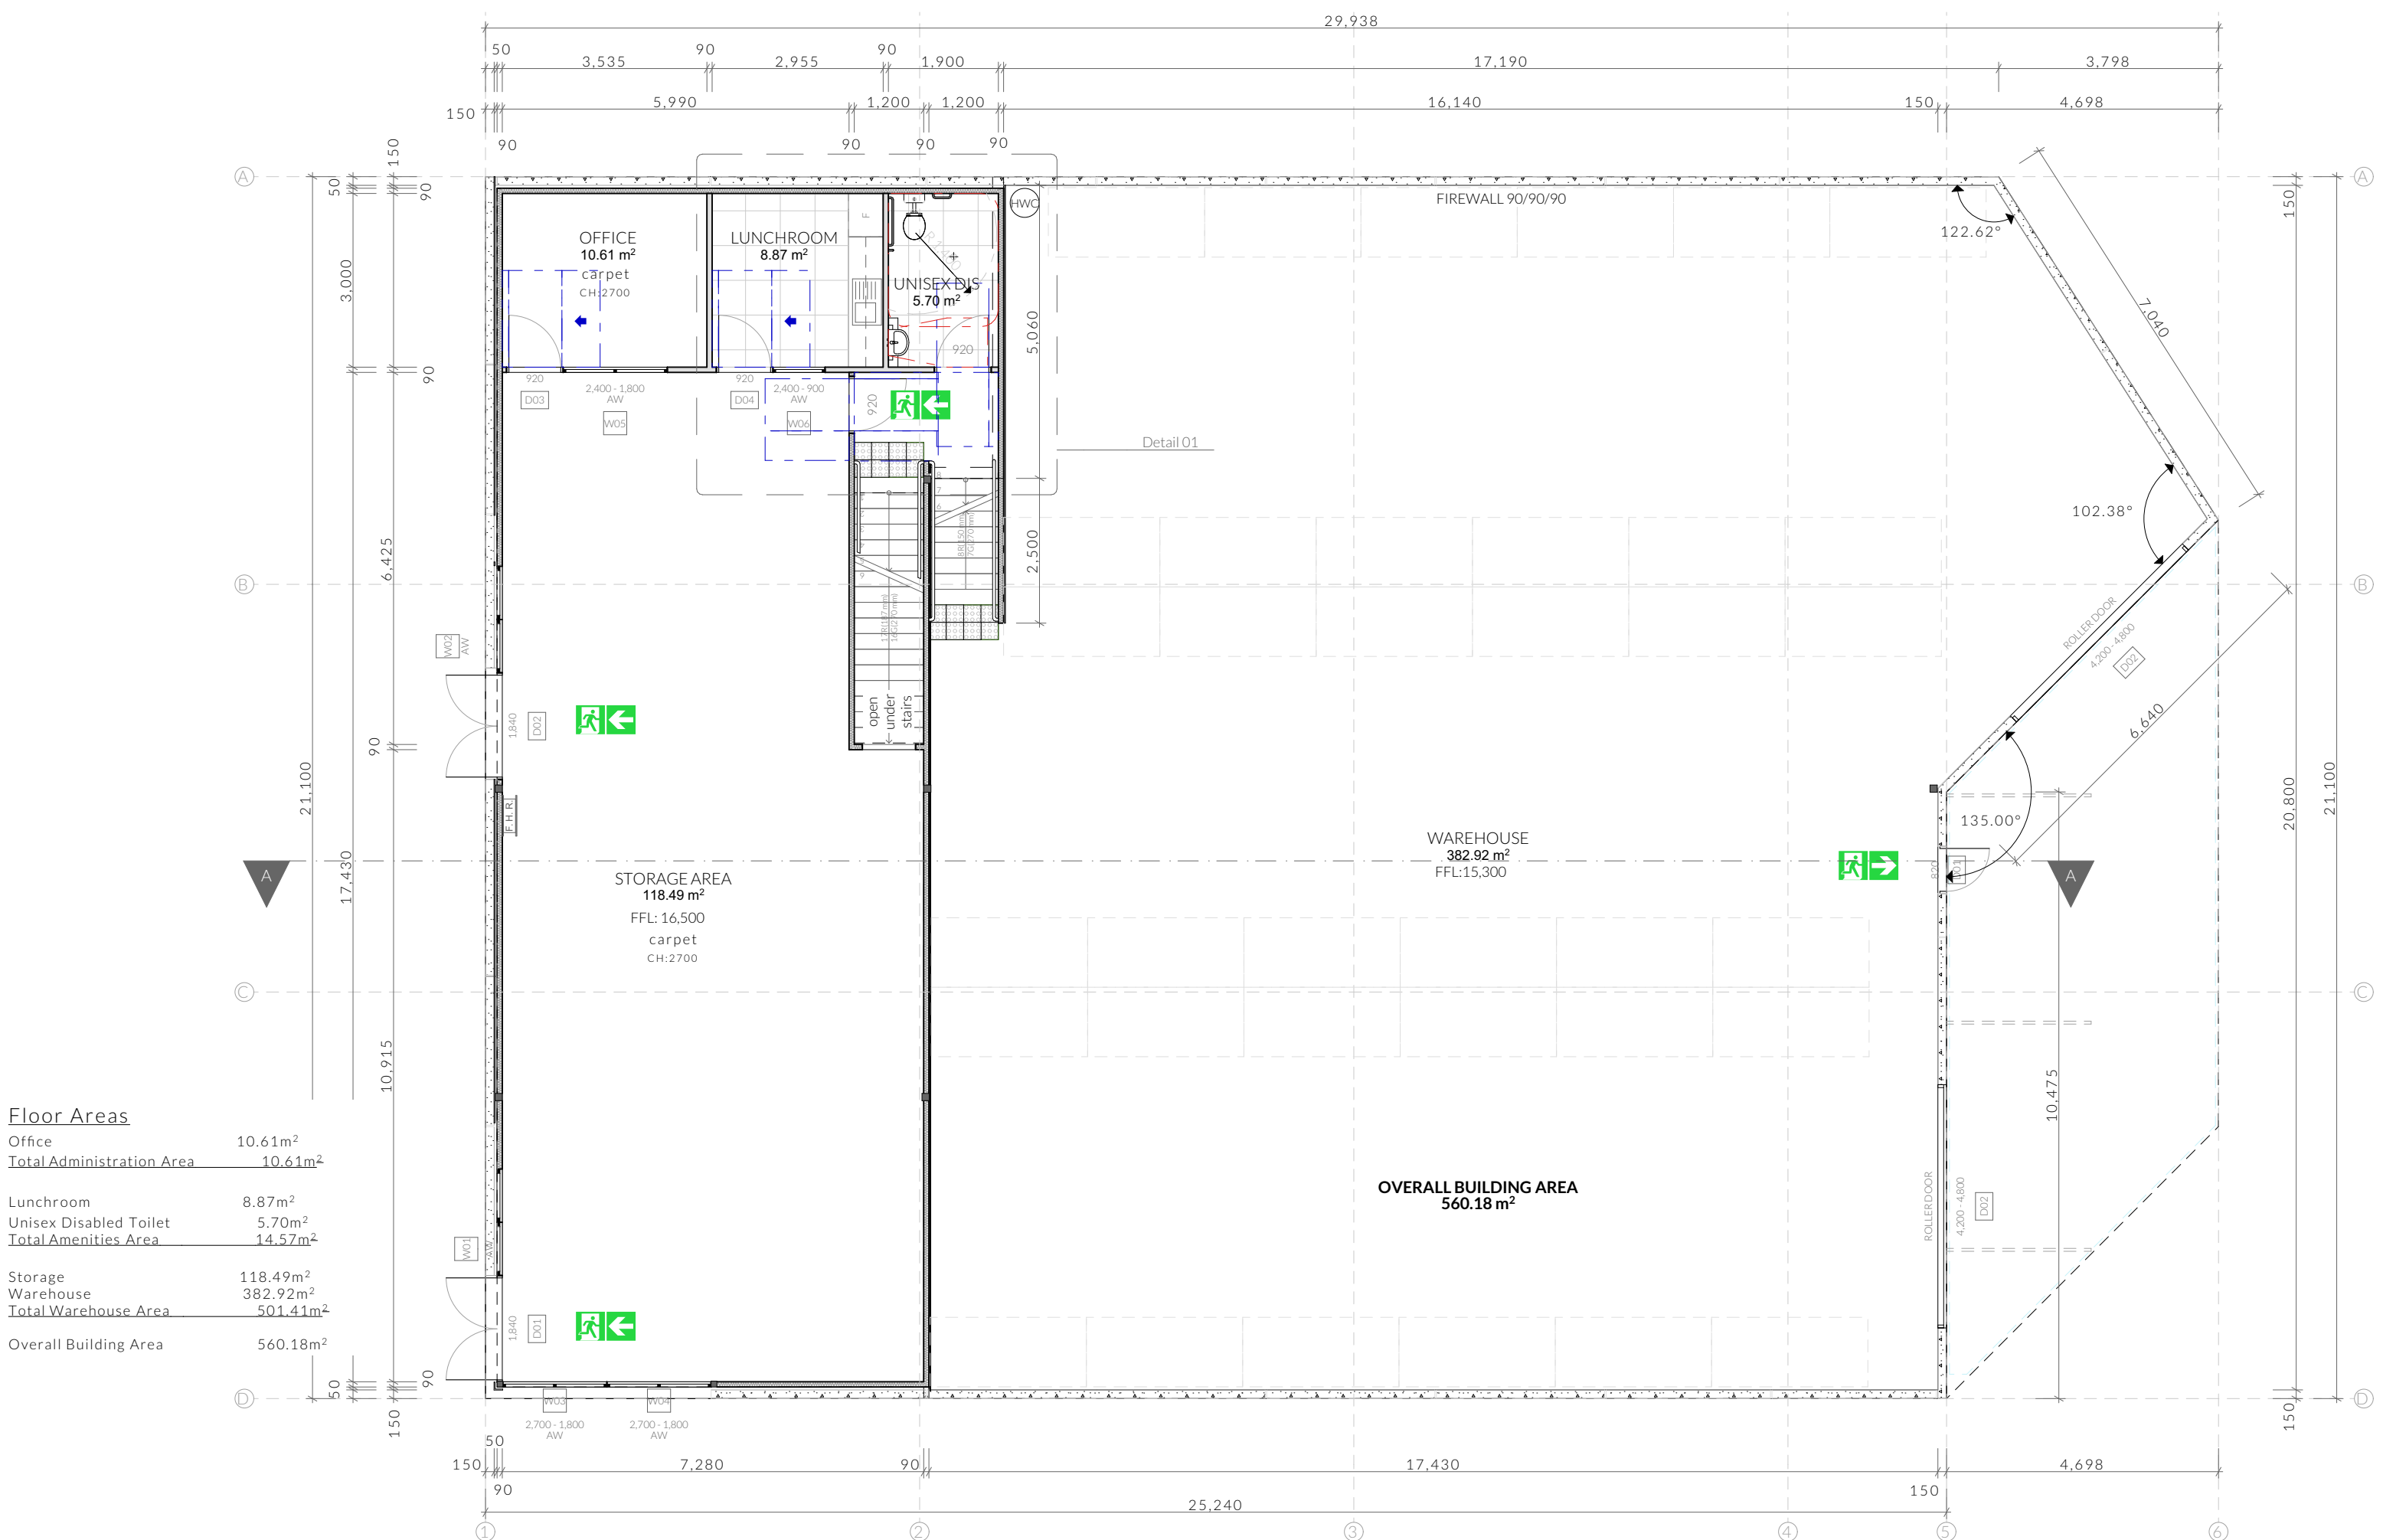 29,938
50
90
90
3,535
2,955
1,900
17,190
3,798
5,990
1,200
1,200
16,140
150
4,698
150
90
90
90
90
150
50
90
A
A
FIREWALL 90/90/90
HWC
122.62°
150
OFFICE
10.61 m²
carpet
CH:2700
LUNCHROOM
8.87 m²
F
UNISEX DIS
5.70 m²
3,000
7,040
5,060
920
90
920
D03
2,400 - 1,800
AW
W05
920
D04
2,400 - 900
AW
W06
920
Detail 01
102.38°
6,425
2,500
B
B
ROLLER DOOR
4,200 - 4,800
D02
W02
AW
open
under
stairs
1,840
D02
90
6,640
21,100
F. H. R.
20,800
21,100
135.00°
WAREHOUSE
382.92 m²
FFL:15,300
820
D01
A
A
17,430
STORAGE AREA
118.49 m²
FFL: 16,500
carpet
CH:2700
C
C
10,915
10,475
Floor Areas
Office 10.61m²
Total Administration Area 10.61m²
Lunchroom 8.87m²
Unisex Disabled Toilet 5.70m²
Total Amenities Area 14.57m²
Storage 118.49m²
Warehouse 382.92m²
Total Warehouse Area 501.41m²
Overall Building Area 560.18m²
OVERALL BUILDING AREA
560.18 m²
ROLLER DOOR
4,200 - 4,800
D02
W01
AW
1,840
D01
50
90
D
D
150
150
W03
2,700 - 1,800
AW
W04
2,700 - 1,800
AW
50
150
7,280
90
17,430
4,698
90
150
25,240
1
2
3
4
5
6